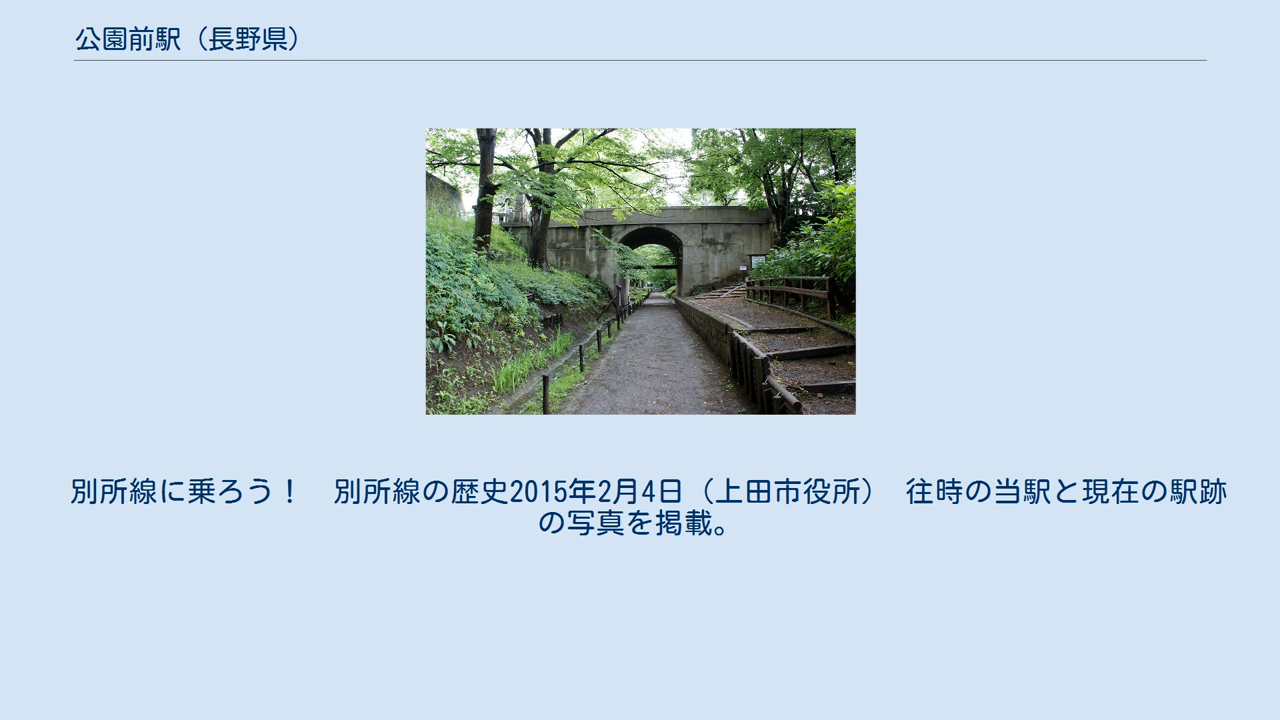 公園前駅（長野県）
別所線に乗ろう！　別所線の歴史2015年2月4日（上田市役所）　往時の当駅と現在の駅跡
の写真を掲載。